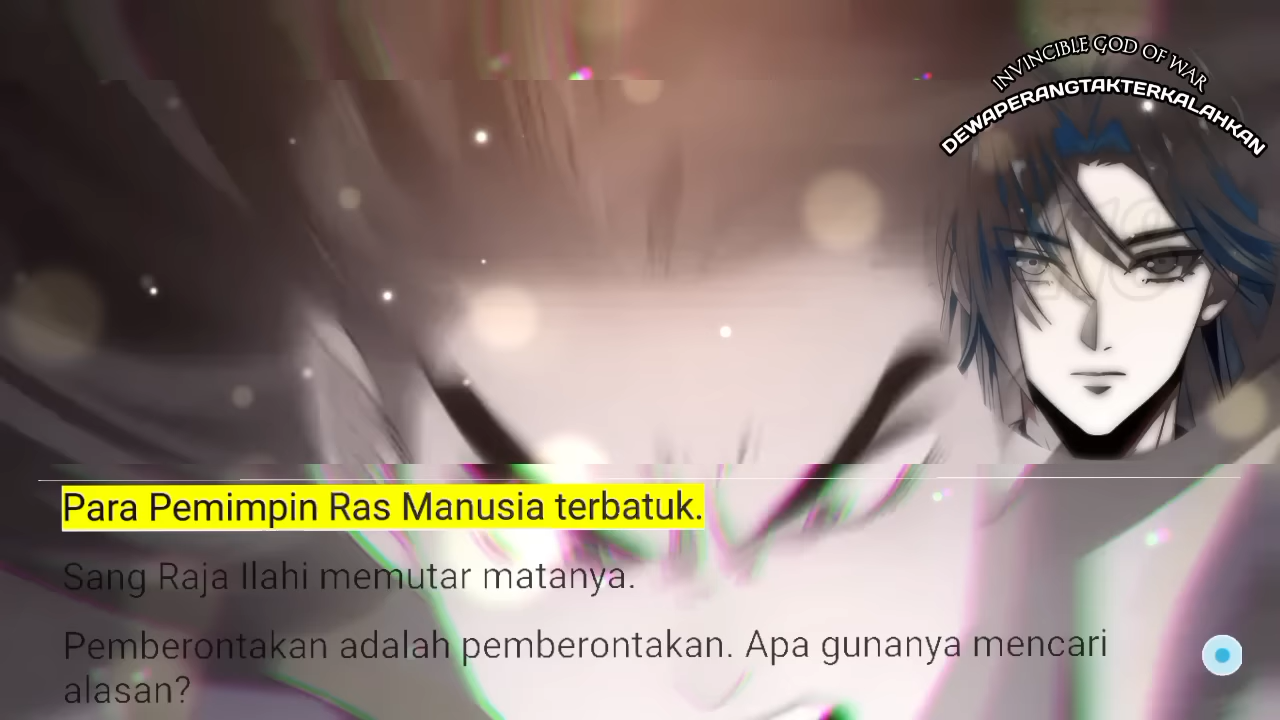 INVINCIBLE GOD OF WAR
DEWAPERANGTAKTERKALAHKAN
Para Pemimpin Ras Manusia terbatuk.
Sang Raja Ilahi memutar matanya.
Pemberontakan adalah pemberontakan. Apa gunanya mencari
alasan?